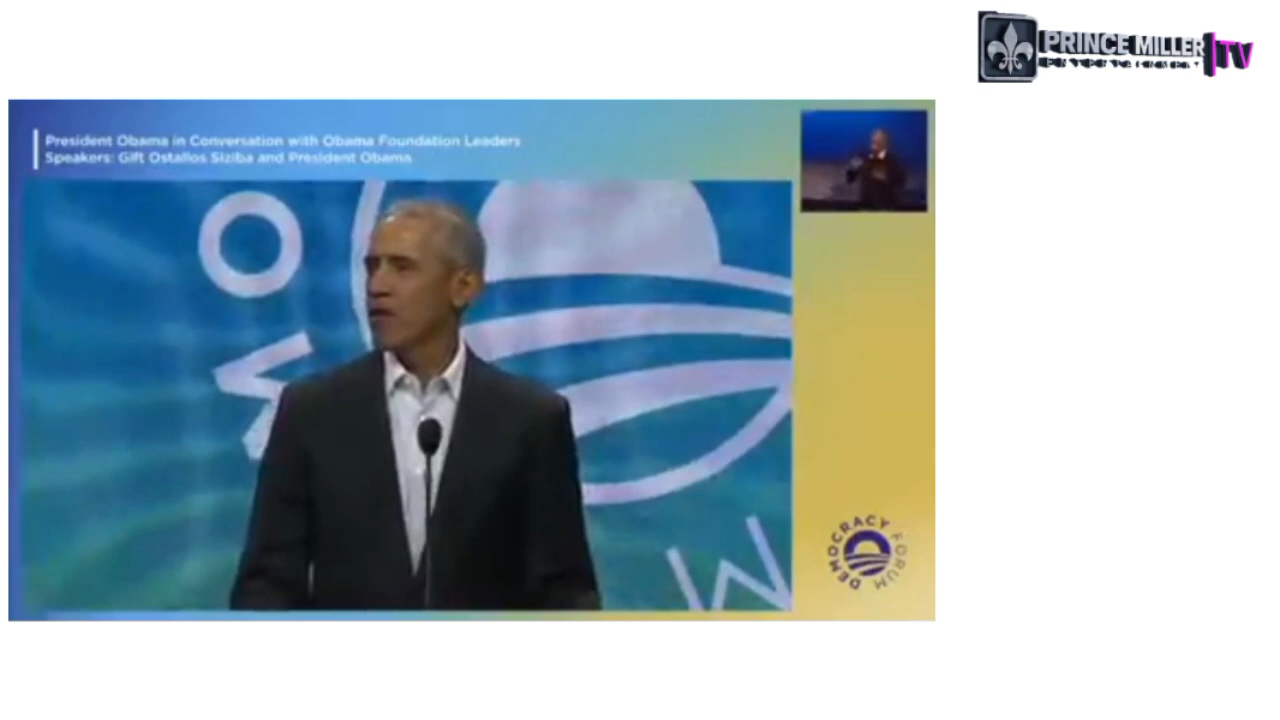 PRINCE MILLER TV
ENTERTAINMENT
President Obama in Conversation with Obama Foundation Leaders
Speakers: Gift Ostallos Siziba and President Obama
DEMOCRACY FORUM